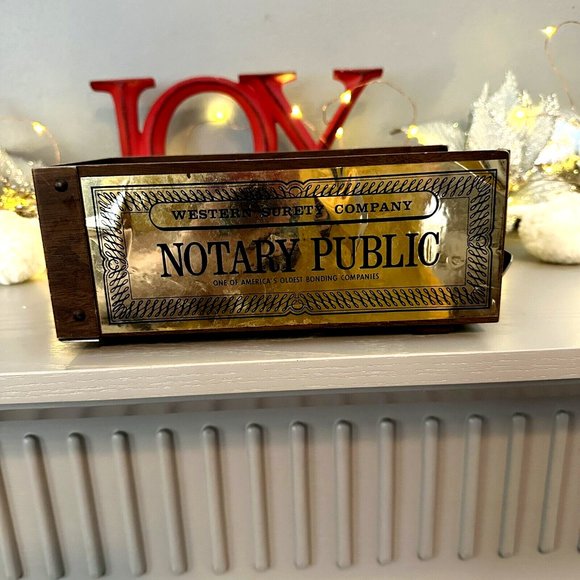 JOY
WESTERN SURETY COMPANY
NOTARY PUBLIC
ONE OF AMERICA'S OLDEST BONDING COMPANIES